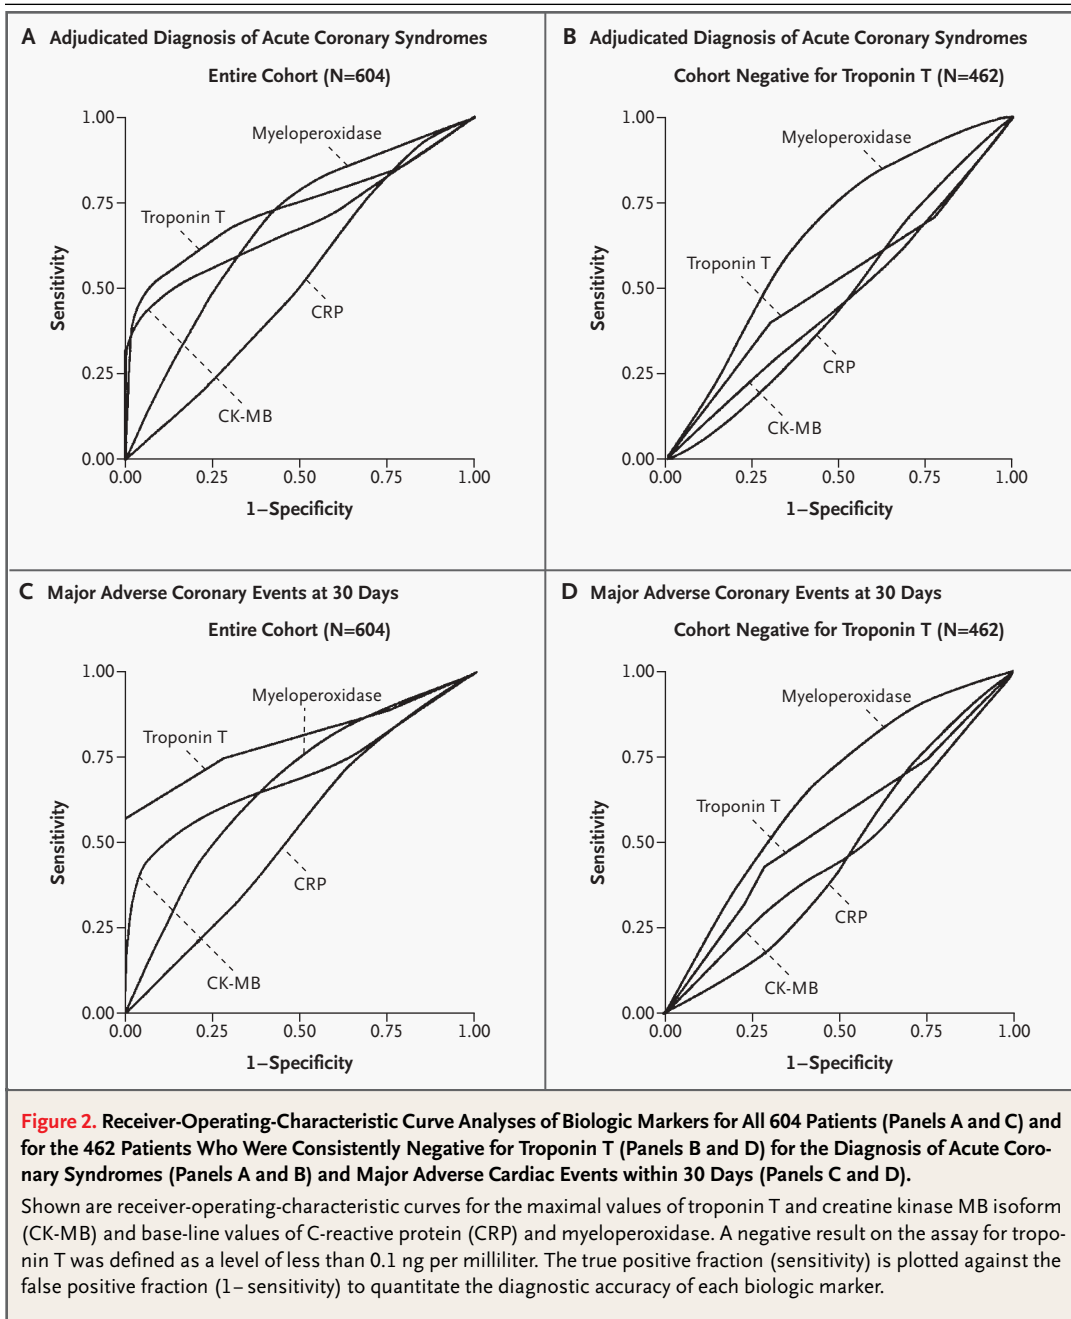 A Adjudicated Diagnosis of Acute Coronary Syndromes
Entire Cohort (N=604)
1.00
0.75
0.50
0.25
0.00
Sensitivity
Myeloperoxidase
Troponin T
CRP
CK-MB
0.00 0.25 0.50 0.75 1.00
1–Specificity
B Adjudicated Diagnosis of Acute Coronary Syndromes
Cohort Negative for Troponin T (N=462)
1.00
0.75
0.50
0.25
0.00
Sensitivity
Myeloperoxidase
Troponin T
CRP
CK-MB
0.00 0.25 0.50 0.75 1.00
1–Specificity
C Major Adverse Coronary Events at 30 Days
Entire Cohort (N=604)
1.00
0.75
0.50
0.25
0.00
Sensitivity
Myeloperoxidase
Troponin T
CRP
CK-MB
0.00 0.25 0.50 0.75 1.00
1–Specificity
D Major Adverse Coronary Events at 30 Days
Cohort Negative for Troponin T (N=462)
1.00
0.75
0.50
0.25
0.00
Sensitivity
Myeloperoxidase
Troponin T
CRP
CK-MB
0.00 0.25 0.50 0.75 1.00
1–Specificity
Figure 2. Receiver-Operating-Characteristic Curve Analyses of Biologic Markers for All 604 Patients (Panels A and C) and
for the 462 Patients Who Were Consistently Negative for Troponin T (Panels B and D) for the Diagnosis of Acute Coro-
nary Syndromes (Panels A and B) and Major Adverse Cardiac Events within 30 Days (Panels C and D).
Shown are receiver-operating-characteristic curves for the maximal values of troponin T and creatine kinase MB isoform
(CK-MB) and base-line values of C-reactive protein (CRP) and myeloperoxidase. A negative result on the assay for tropo-
nin T was defined as a level of less than 0.1 ng per milliliter. The true positive fraction (sensitivity) is plotted against the
false positive fraction (1– sensitivity) to quantitate the diagnostic accuracy of each biologic marker.